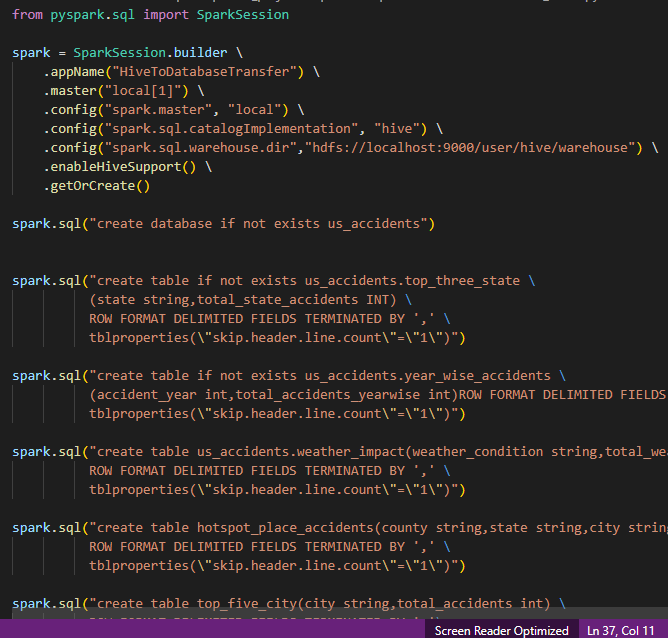 from pyspark.sql import SparkSession
spark = SparkSession.builder \
.appName("HiveToDatabaseTransfer") \
.master("local[1]") \
.config("spark.master", "local") \
.config("spark.sql.catalogImplementation", "hive") \
.config("spark.sql.warehouse.dir","hdfs://localhost:9000/user/hive/warehouse") \
.enableHiveSupport() \
.getOrCreate()
spark.sql("create database if not exists us_accidents")
spark.sql("create table if not exists us_accidents.top_three_state \
(state string,total_state_accidents INT) \
ROW FORMAT DELIMITED FIELDS TERMINATED BY ',' \
tblproperties(\"skip.header.line.count\"=\"1\")")
spark.sql("create table if not exists us_accidents.year_wise_accidents \
(accident_year int,total_accidents_yearwise int)ROW FORMAT DELIMITED FIELDS
tblproperties(\"skip.header.line.count\"=\"1\")")
spark.sql("create table us_accidents.weather_impact(weather_condition string,total_wea
ROW FORMAT DELIMITED FIELDS TERMINATED BY ',' \
tblproperties(\"skip.header.line.count\"=\"1\")")
spark.sql("create table hotspot_place_accidents(county string,state string,city string
ROW FORMAT DELIMITED FIELDS TERMINATED BY ',' \
tblproperties(\"skip.header.line.count\"=\"1\")")
spark.sql("create table top_five_city(city string,total_accidents int) \
Screen Reader Optimized Ln 37, Col 11